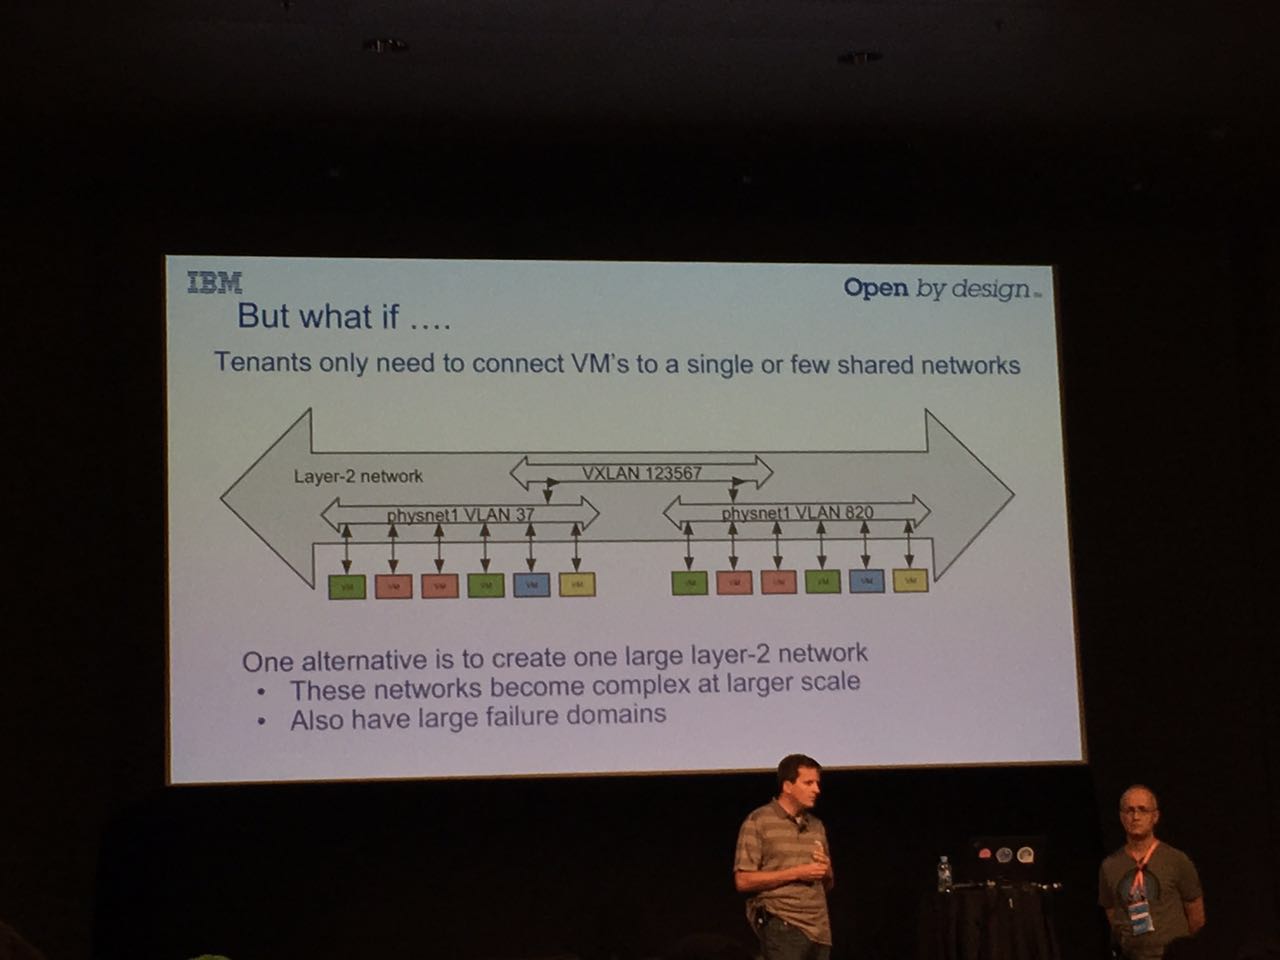 IBM
Open by design™
But what if ….
Tenants only need to connect VM's to a single or few shared networks
Layer-2 network
VXLAN 123567
physnet1 VLAN 37
physnet1 VLAN 820
VM VM VM VM VM VM
VM VM VM VM VM VM
One alternative is to create one large layer-2 network
• These networks become complex at larger scale
• Also have large failure domains